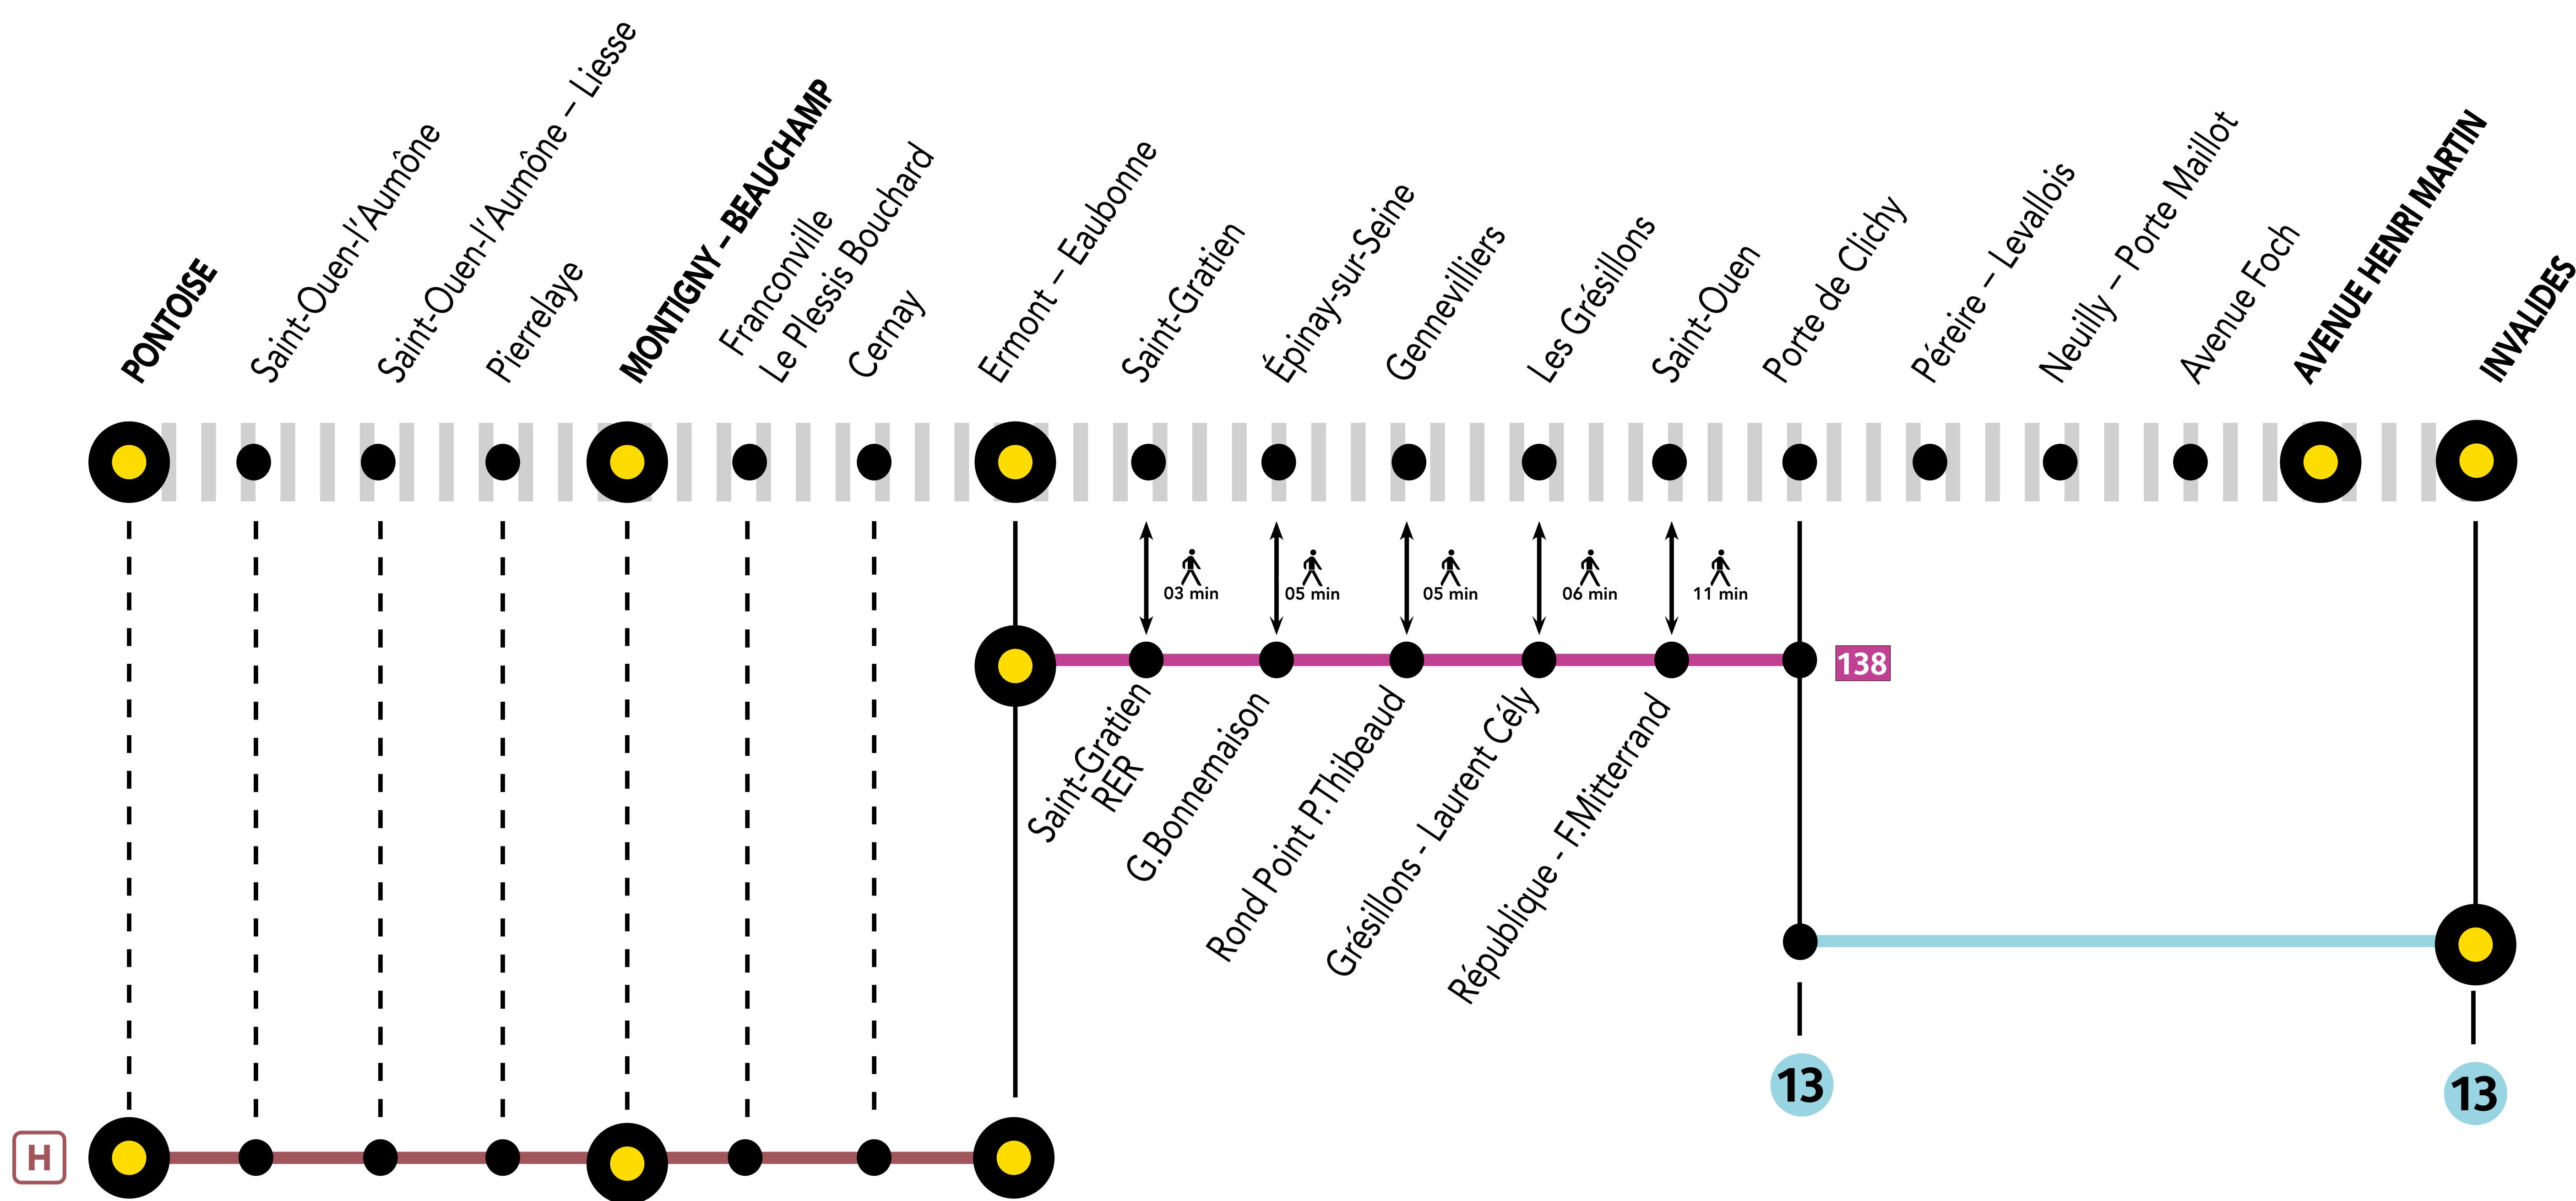 PONTOISE
Saint-Ouen-l'Aumône
Saint-Ouen-l'Aumône – Liesse
Pierrelaye
MONTIGNY – BEAUCHAMP
Franconville
Le Plessis Bouchard
Cernay
Ermont – Eaubonne
Saint-Gratien
Épinay-sur-Seine
Gennevilliers
Les Grésillons
Saint-Ouen
Porte de Clichy
Péreire – Levallois
Neuilly – Porte Maillot
Avenue Foch
AVENUE HENRI MARTIN
INVALIDES
03 min
05 min
05 min
06 min
11 min
138
Saint-Gratien
RER
G.Bonnemaison
Rond Point P.Thibeaud
Grésillons - Laurent Cély
République - F.Mitterrand
13
13
H